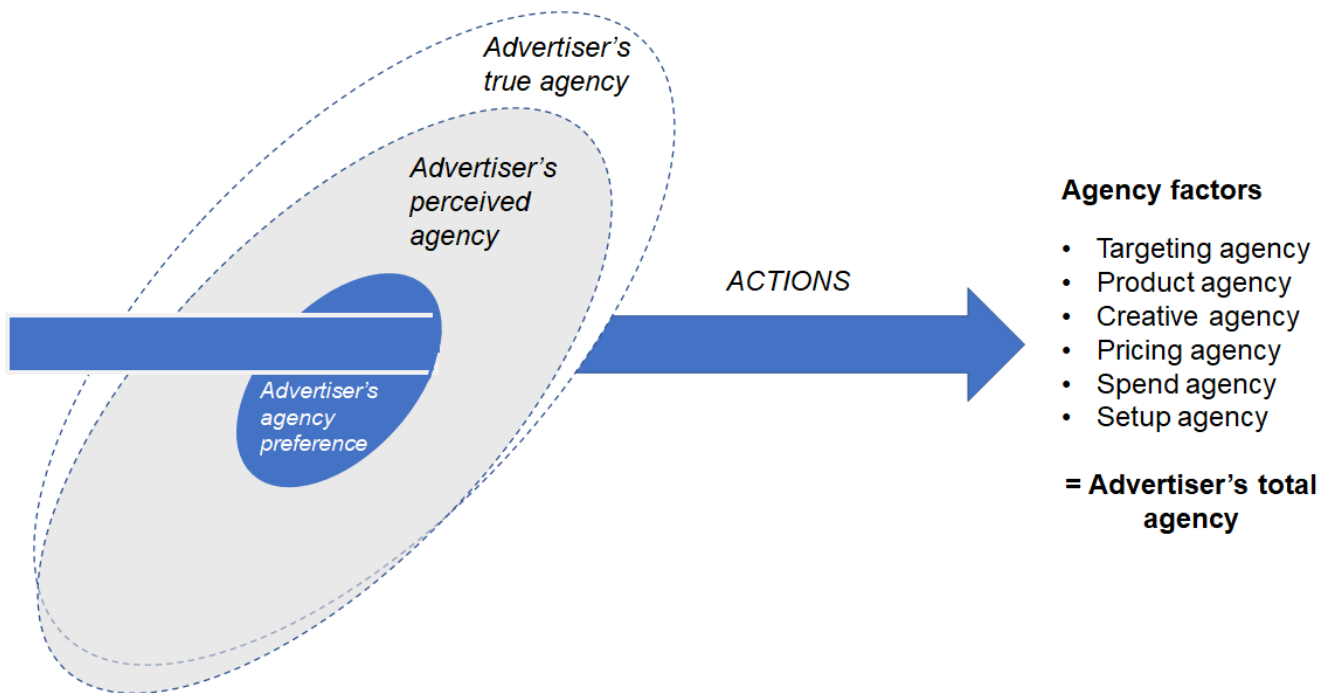 Advertiser's
true agency
Advertiser's
perceived
agency
Advertiser's
agency
preference
ACTIONS
Agency factors
• Targeting agency
• Product agency
• Creative agency
• Pricing agency
• Spend agency
• Setup agency
= Advertiser's total
agency